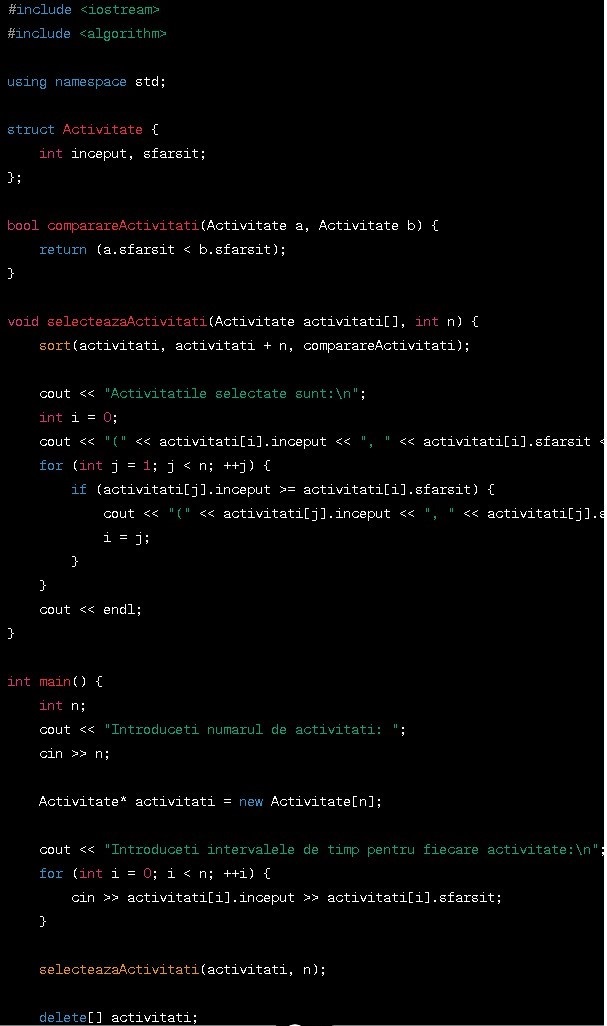 #include <iostream>
#include <algorithm>
using namespace std;
struct Activitate {
    int inceput, sfarsit;
};
bool comparareActivitati(Activitate a, Activitate b) {
    return (a.sfarsit < b.sfarsit);
}
void selecteazaActivitati(Activitate activitati[], int n) {
    sort(activitati, activitati + n, comparareActivitati);
    cout << "Activitatile selectate sunt:\n";
    int i = 0;
    cout << "(" << activitati[i].inceput << ", " << activitati[i].sfarsit <
    for (int j = 1; j < n; ++j) {
        if (activitati[j].inceput >= activitati[i].sfarsit) {
            cout << "(" << activitati[j].inceput << ", " << activitati[j].s
            i = j;
        }
    }
    cout << endl;
}
int main() {
    int n;
    cout << "Introduceti numarul de activitati: ";
    cin >> n;
    Activitate* activitati = new Activitate[n];
    cout << "Introduceti intervalele de timp pentru fiecare activitate:\n";
    for (int i = 0; i < n; ++i) {
        cin >> activitati[i].inceput >> activitati[i].sfarsit;
    }
    selecteazaActivitati(activitati, n);
    delete[] activitati;